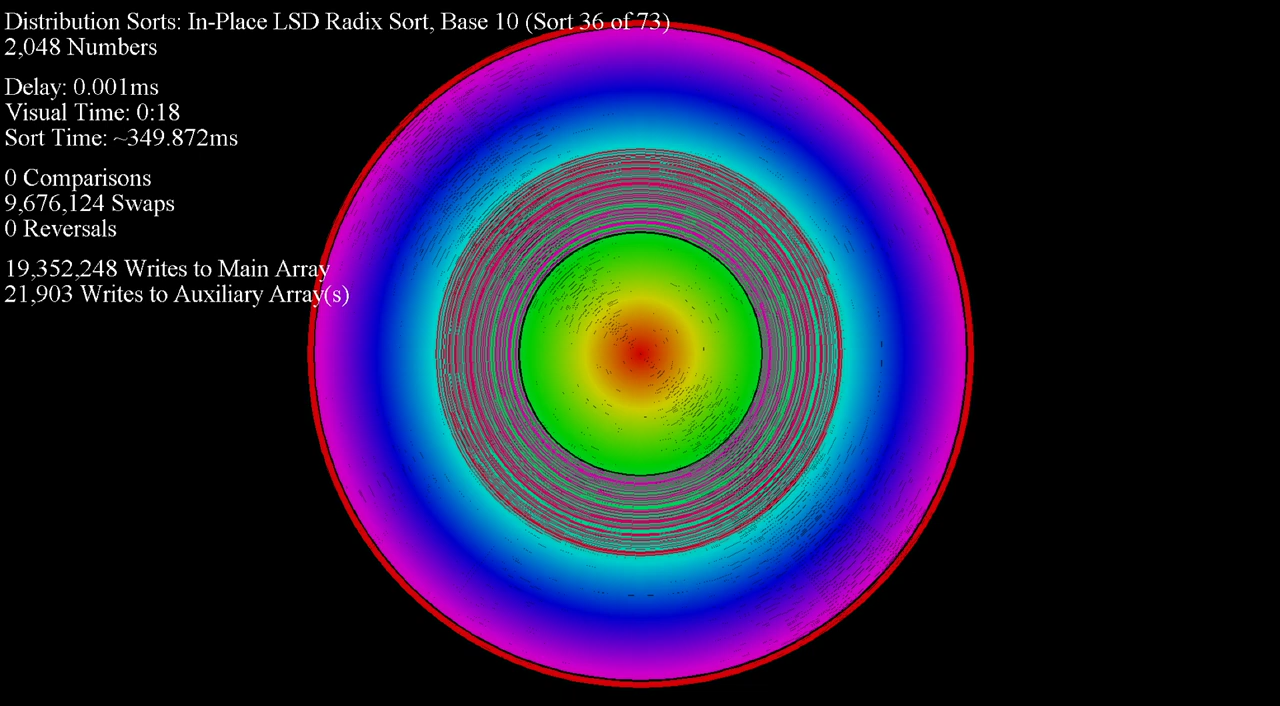 Distribution Sorts: In-Place LSD Radix Sort, Base 10 (Sort 36 of 73)
2,048 Numbers
Delay: 0.001ms
Visual Time: 0:18
Sort Time: ~349.872ms
0 Comparisons
9,676,124 Swaps
0 Reversals
19,352,248 Writes to Main Array
21,903 Writes to Auxiliary Array(s)